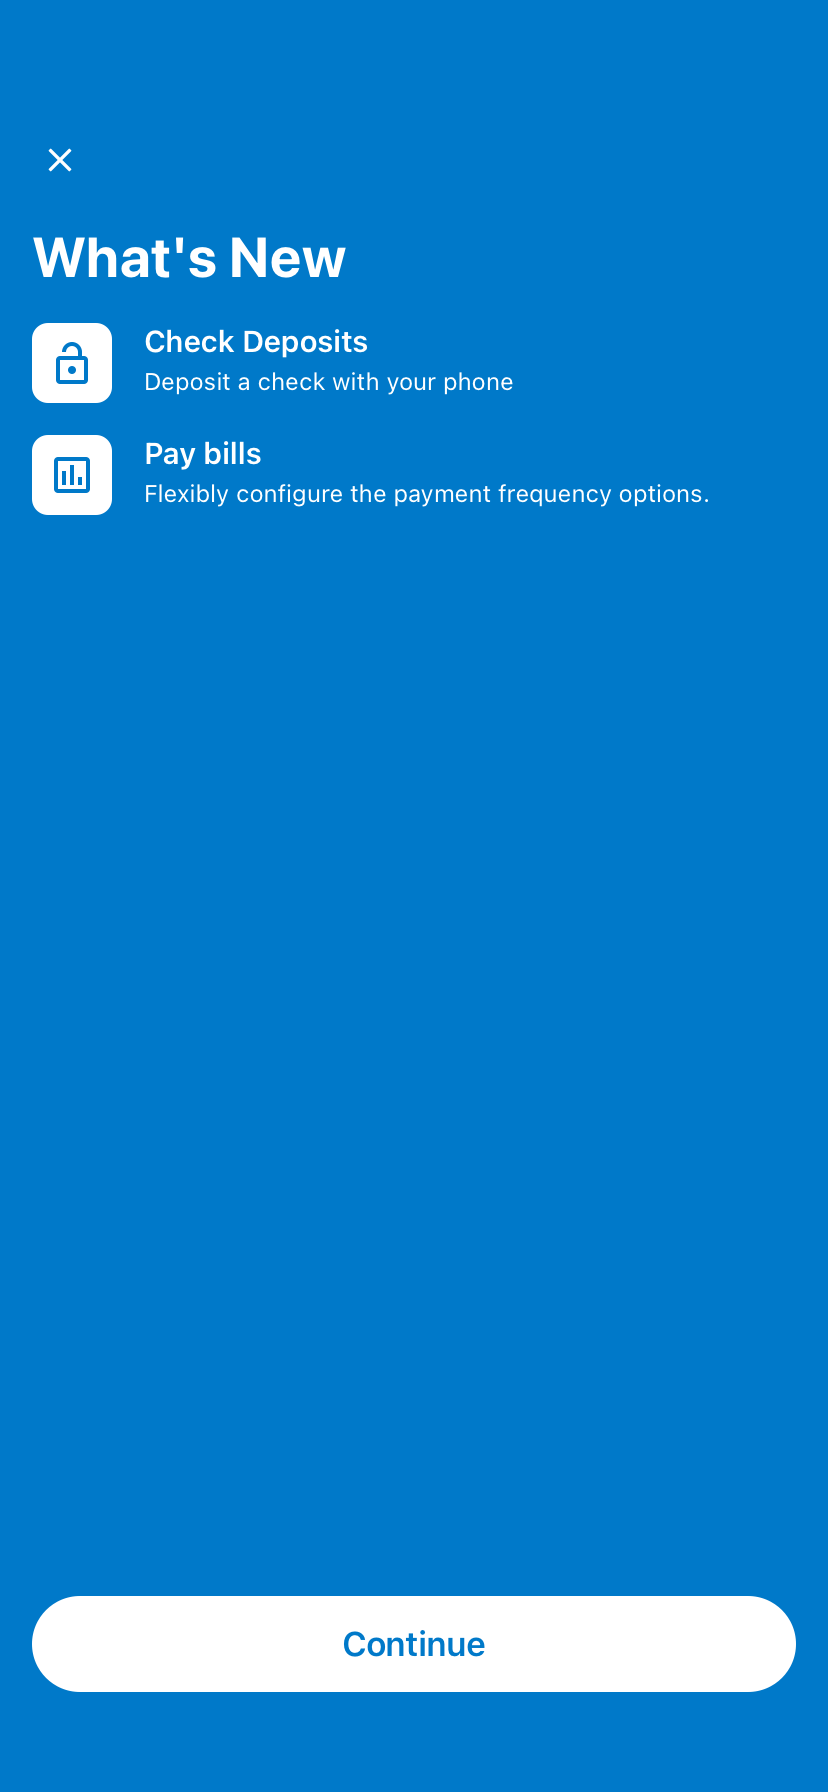 What's New
Check Deposits
Deposit a check with your phone
Pay bills
Flexibly configure the payment frequency options.
Continue